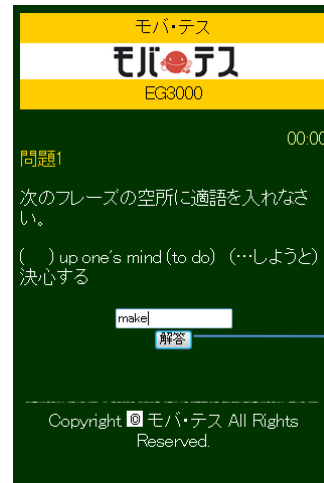 モバ・テス
モバ テス
EG3000
00:00
問題1
次のフレーズの空所に適語を入れなさ
い。
(　) up one's mind (to do) (…しようと)
決心する
make
解答
Copyright © モバ・テス All Rights
Reserved.